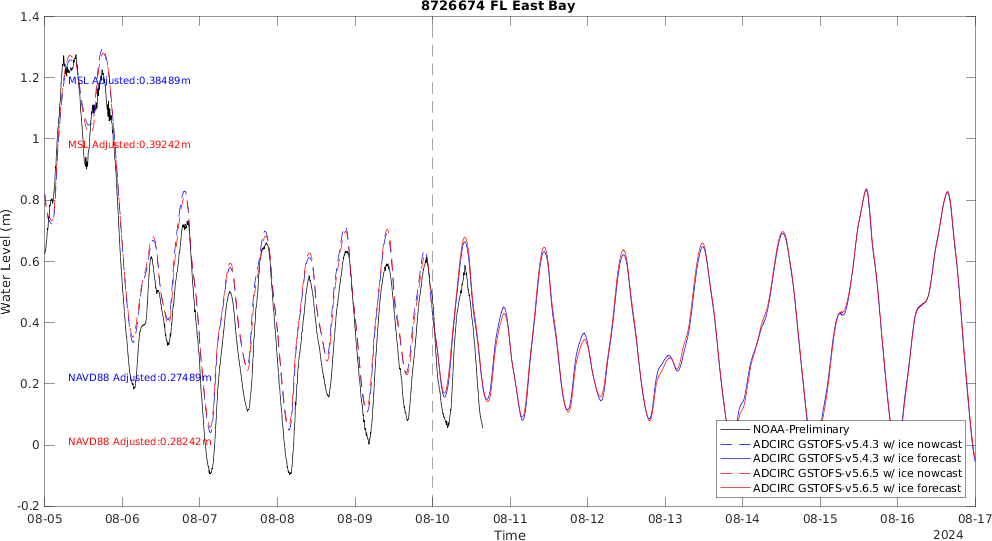 8726674 FL East Bay
1.4
1.2
1
0.8
0.6
0.4
0.2
0
-0.2
Water Level (m)
MSL Adjusted:0.38489m
MSL Adjusted:0.39242m
NAVD88 Adjusted:0.27489m
NAVD88 Adjusted:0.28242m
NOAA-Preliminary
ADCIRC GSTOFS-v5.4.3 w/ ice nowcast
ADCIRC GSTOFS-v5.4.3 w/ ice forecast
ADCIRC GSTOFS-v5.6.5 w/ ice nowcast
ADCIRC GSTOFS-v5.6.5 w/ ice forecast
08-05 08-06 08-07 08-08 08-09 08-10 08-11 08-12 08-13 08-14 08-15 08-16 08-17
Time
2024